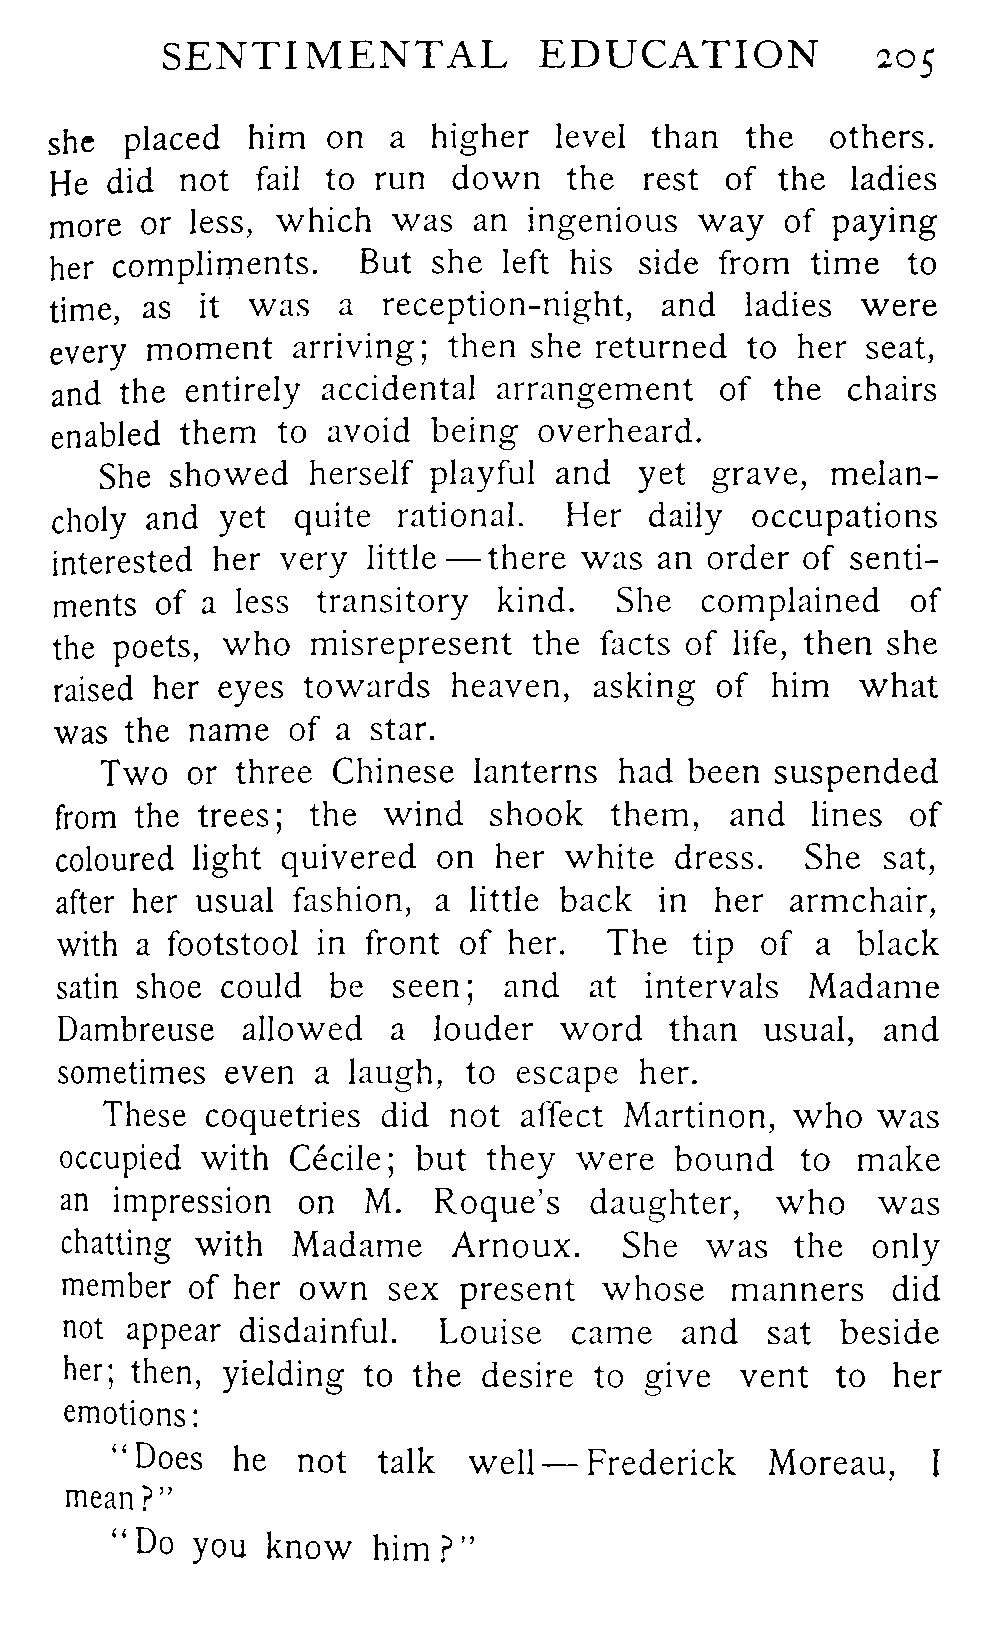 SENTIMENTAL EDUCATION 205
she placed him on a higher level than the others.
He did not fail to run down the rest of the ladies
more or less, which was an ingenious way of paying
her compliments. But she left his side from time to
time, as it was a reception-night, and ladies were
every moment arriving; then she returned to her seat,
and the entirely accidental arrangement of the chairs
enabled them to avoid being overheard.
She showed herself playful and yet grave, melan-
choly and yet quite rational. Her daily occupations
interested her very little—there was an order of senti-
ments of a less transitory kind. She complained of
the poets, who misrepresent the facts of life, then she
raised her eyes towards heaven, asking of him what
was the name of a star.
Two or three Chinese lanterns had been suspended
from the trees; the wind shook them, and lines of
coloured light quivered on her white dress. She sat,
after her usual fashion, a little back in her armchair,
with a footstool in front of her. The tip of a black
satin shoe could be seen; and at intervals Madame
Dambreuse allowed a louder word than usual, and
sometimes even a laugh, to escape her.
These coquetries did not affect Martinon, who was
occupied with Cécile; but they were bound to make
an impression on M. Roque's daughter, who was
chatting with Madame Arnoux. She was the only
member of her own sex present whose manners did
not appear disdainful. Louise came and sat beside
her; then, yielding to the desire to give vent to her
emotions:
"Does he not talk well—Frederick Moreau, I
mean?"
"Do you know him?"